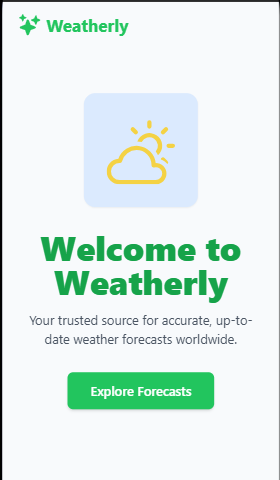 Weatherly
Welcome to
Weatherly
Your trusted source for accurate, up-to-
date weather forecasts worldwide.
Explore Forecasts